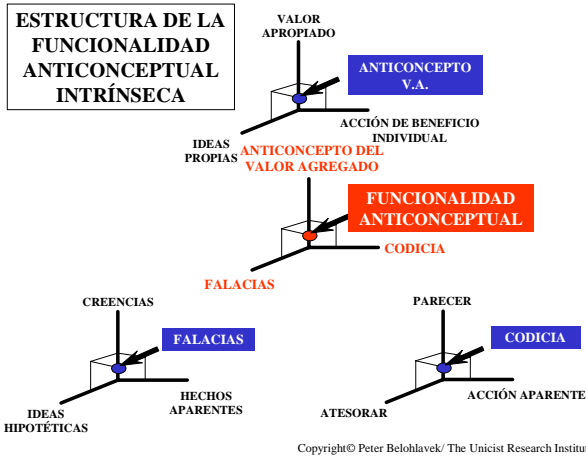 ESTRUCTURA DE LA
FUNCIONALIDAD
ANTICONCEPTUAL
INTRÍNSECA
VALOR
APROPIADO
ANTICONCEPTO
V.A.
ACCIÓN DE BENEFICIO
INDIVIDUAL
IDEAS
PROPIAS
ANTICONCEPTO DEL
VALOR AGREGADO
FUNCIONALIDAD
ANTICONCEPTUAL
CODICIA
FALACIAS
CREENCIAS
FALACIAS
HECHOS
APARENTES
IDEAS
HIPOTÉTICAS
PARECER
CODICIA
ACCIÓN APARENTE
ATESORAR
Copyright© Peter Belohlavek/ The Unicist Research Institut